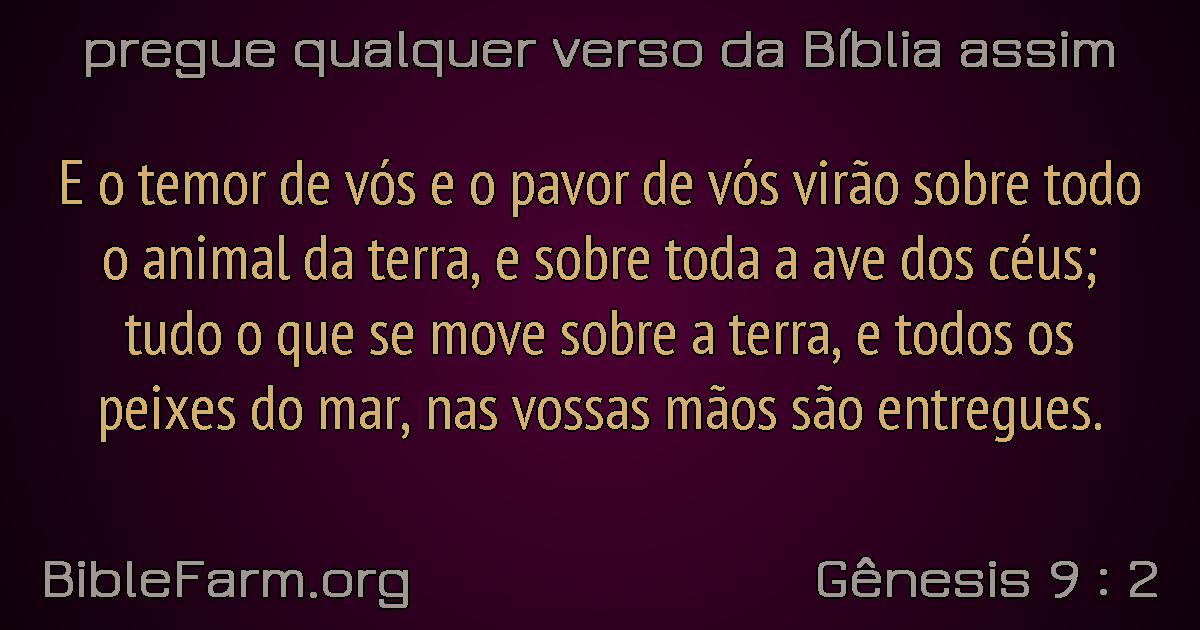 pregue qualquer verso da Bíblia assim
E o temor de vós e o pavor de vós virão sobre todo
o animal da terra, e sobre toda a ave dos céus;
tudo o que se move sobre a terra, e todos os
peixes do mar, nas vossas mãos são entregues.
BibleFarm.org
Gênesis 9 : 2